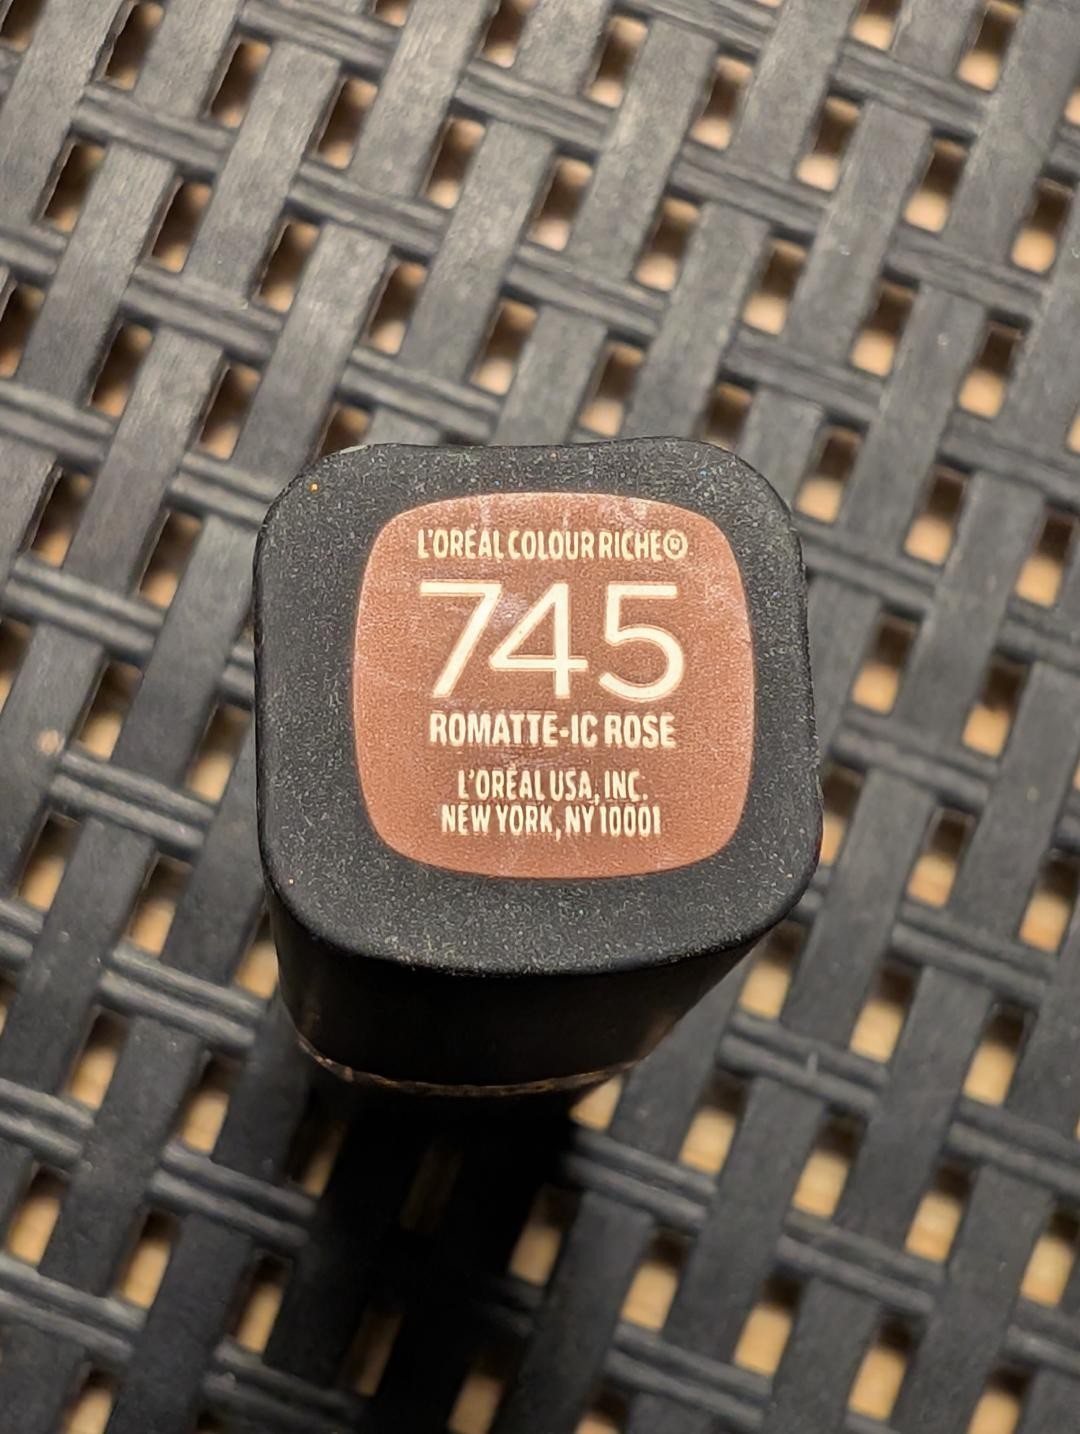 L'ORÉAL COLOUR RICHE®
745
ROMATTE-IC ROSE
L'ORÉAL USA, INC.
NEW YORK, NY 10001